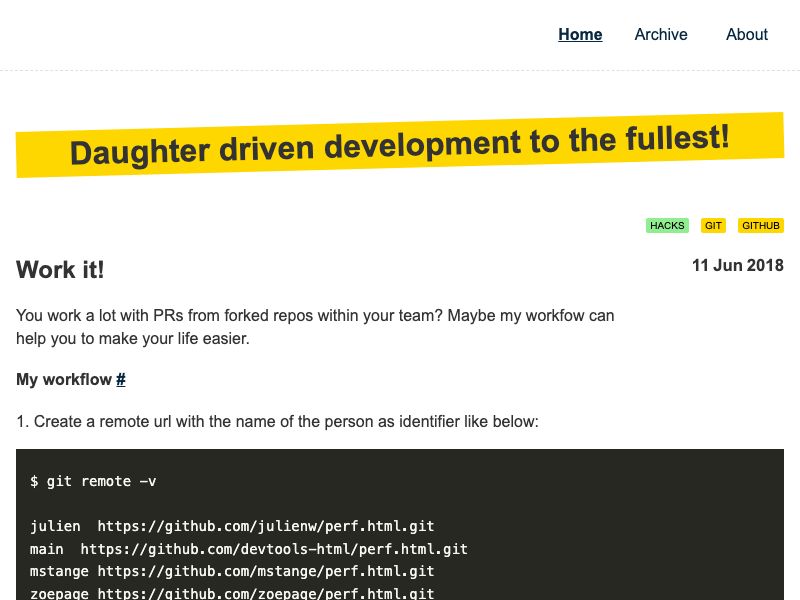 Home Archive About
Daughter driven development to the fullest!
HACKS GIT GITHUB
Work it!
11 Jun 2018
You work a lot with PRs from forked repos within your team? Maybe my workfow can
help you to make your life easier.
My workflow #
1. Create a remote url with the name of the person as identifier like below:
$ git remote -v
julien  https://github.com/julienw/perf.html.git
main  https://github.com/devtools-html/perf.html.git
mstange https://github.com/mstange/perf.html.git
zoepage https://github.com/zoepage/perf.html.git